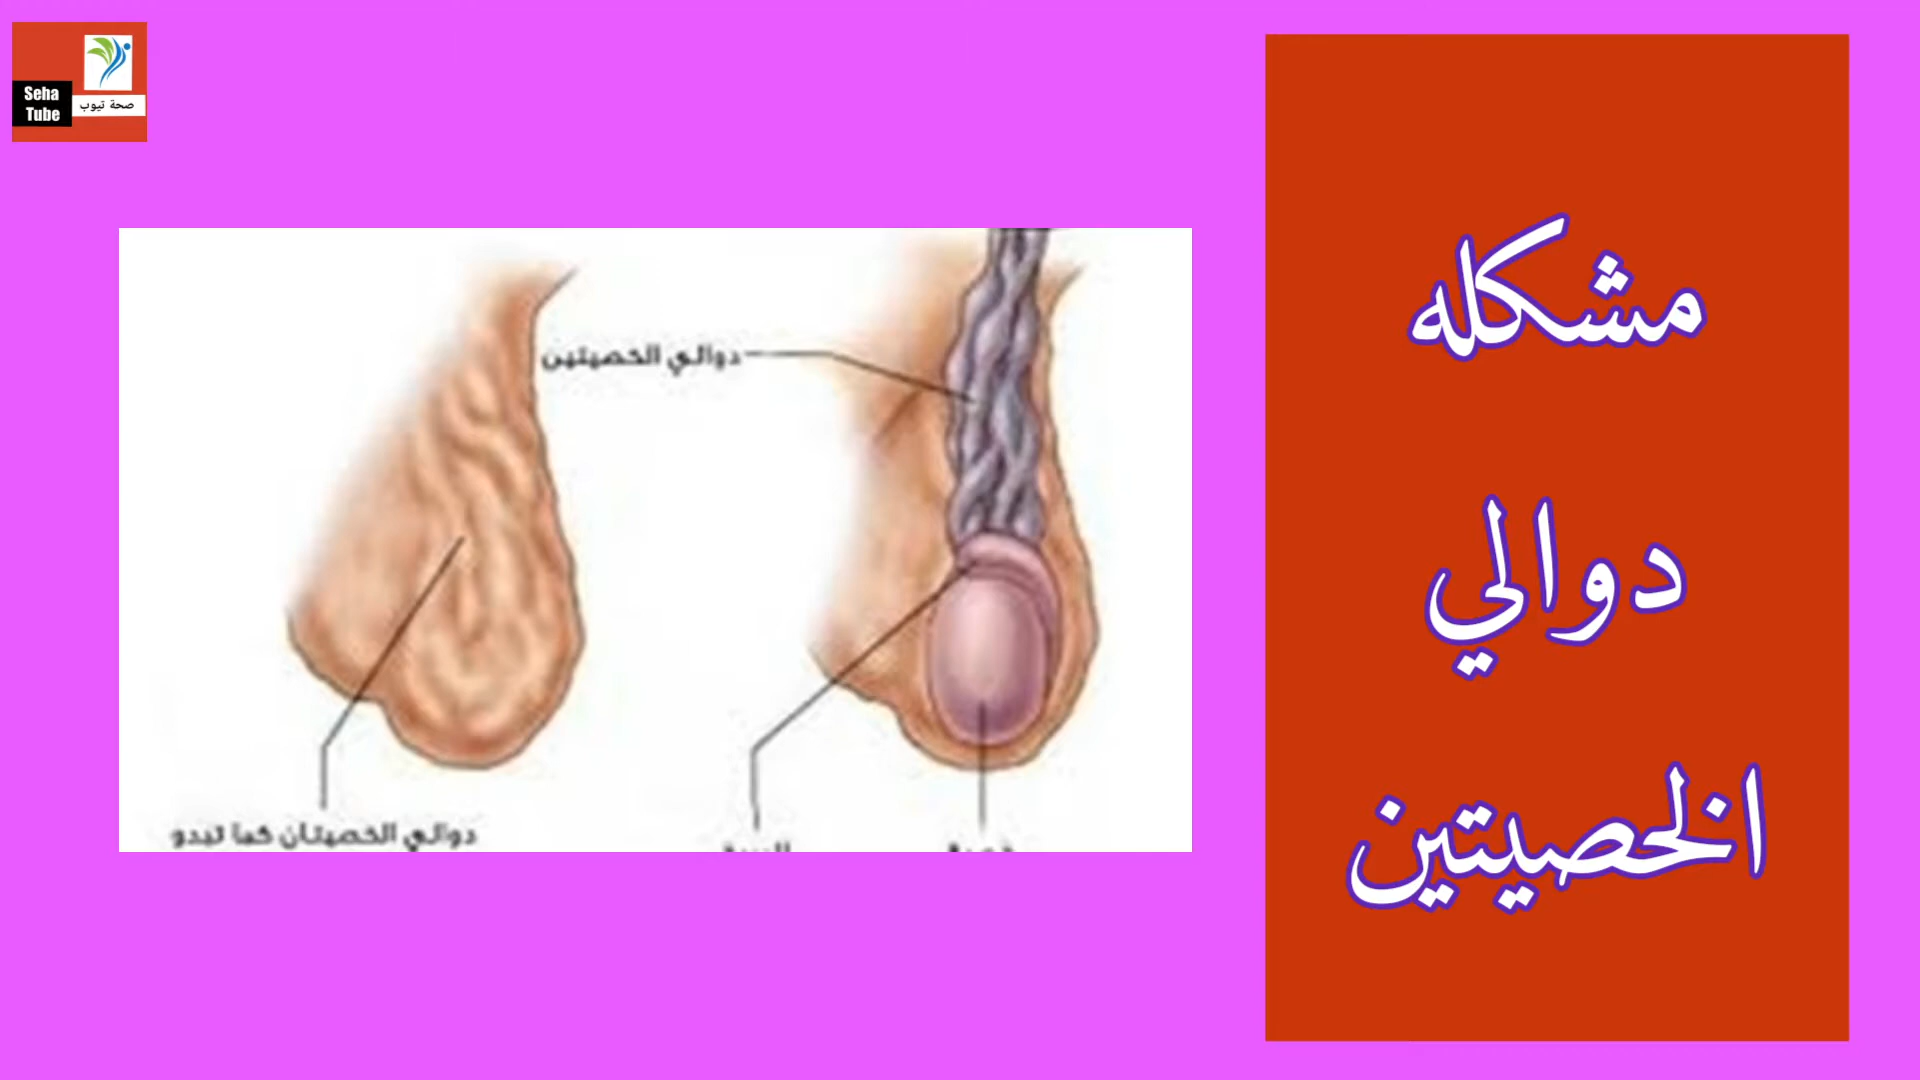 Seha
Tube
صحة تيوب
مشكله
دوالي
الخصيتين
دوالي الخصيتين
دوالي الخصيتان كما تبدو